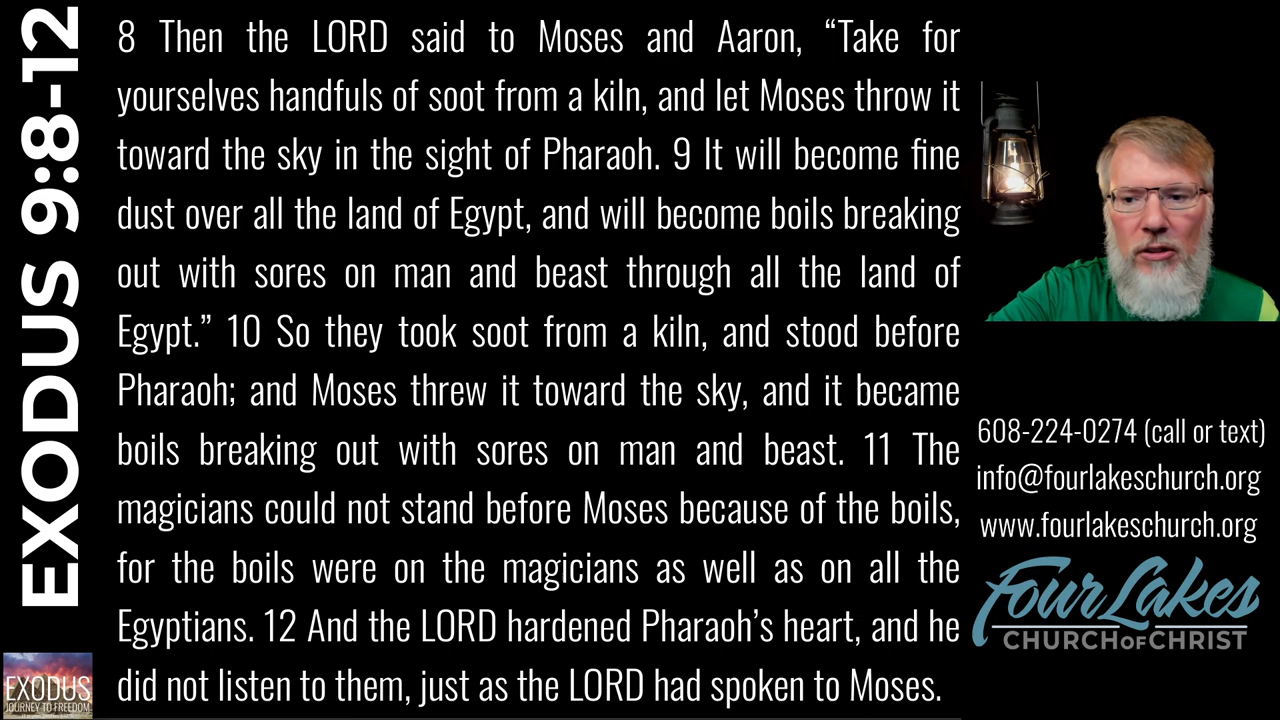 EXODUS 9:8-12
8 Then the LORD said to Moses and Aaron, “Take for
yourselves handfuls of soot from a kiln, and let Moses throw it
toward the sky in the sight of Pharaoh. 9 It will become fine
dust over all the land of Egypt, and will become boils breaking
out with sores on man and beast through all the land of
Egypt.” 10 So they took soot from a kiln, and stood before
Pharaoh; and Moses threw it toward the sky, and it became
boils breaking out with sores on man and beast. 11 The
magicians could not stand before Moses because of the boils,
for the boils were on the magicians as well as on all the
Egyptians. 12 And the LORD hardened Pharaoh’s heart, and he
did not listen to them, just as the LORD had spoken to Moses.
608-224-0274 (call or text)
info@fourlakeschurch.org
www.fourlakeschurch.org
Four Lakes
CHURCH OF CHRIST
EXODUS
JOURNEY TO FREEDOM